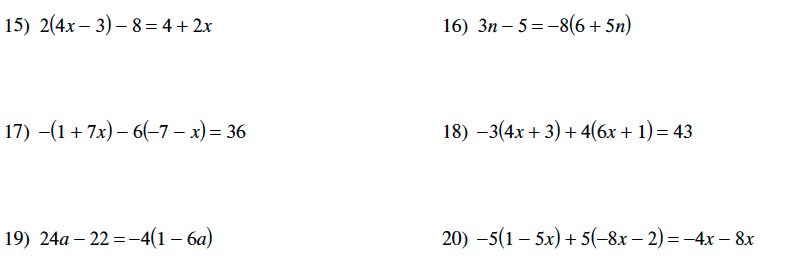 15) 2(4x – 3) – 8 = 4 + 2x
16) 3n – 5 = –8(6 + 5n)
17) –(1 + 7x) – 6(–7 – x) = 36
18) –3(4x + 3) + 4(6x + 1) = 43
19) 24a – 22 = –4(1 – 6a)
20) –5(1 – 5x) + 5(–8x – 2) = –4x – 8x